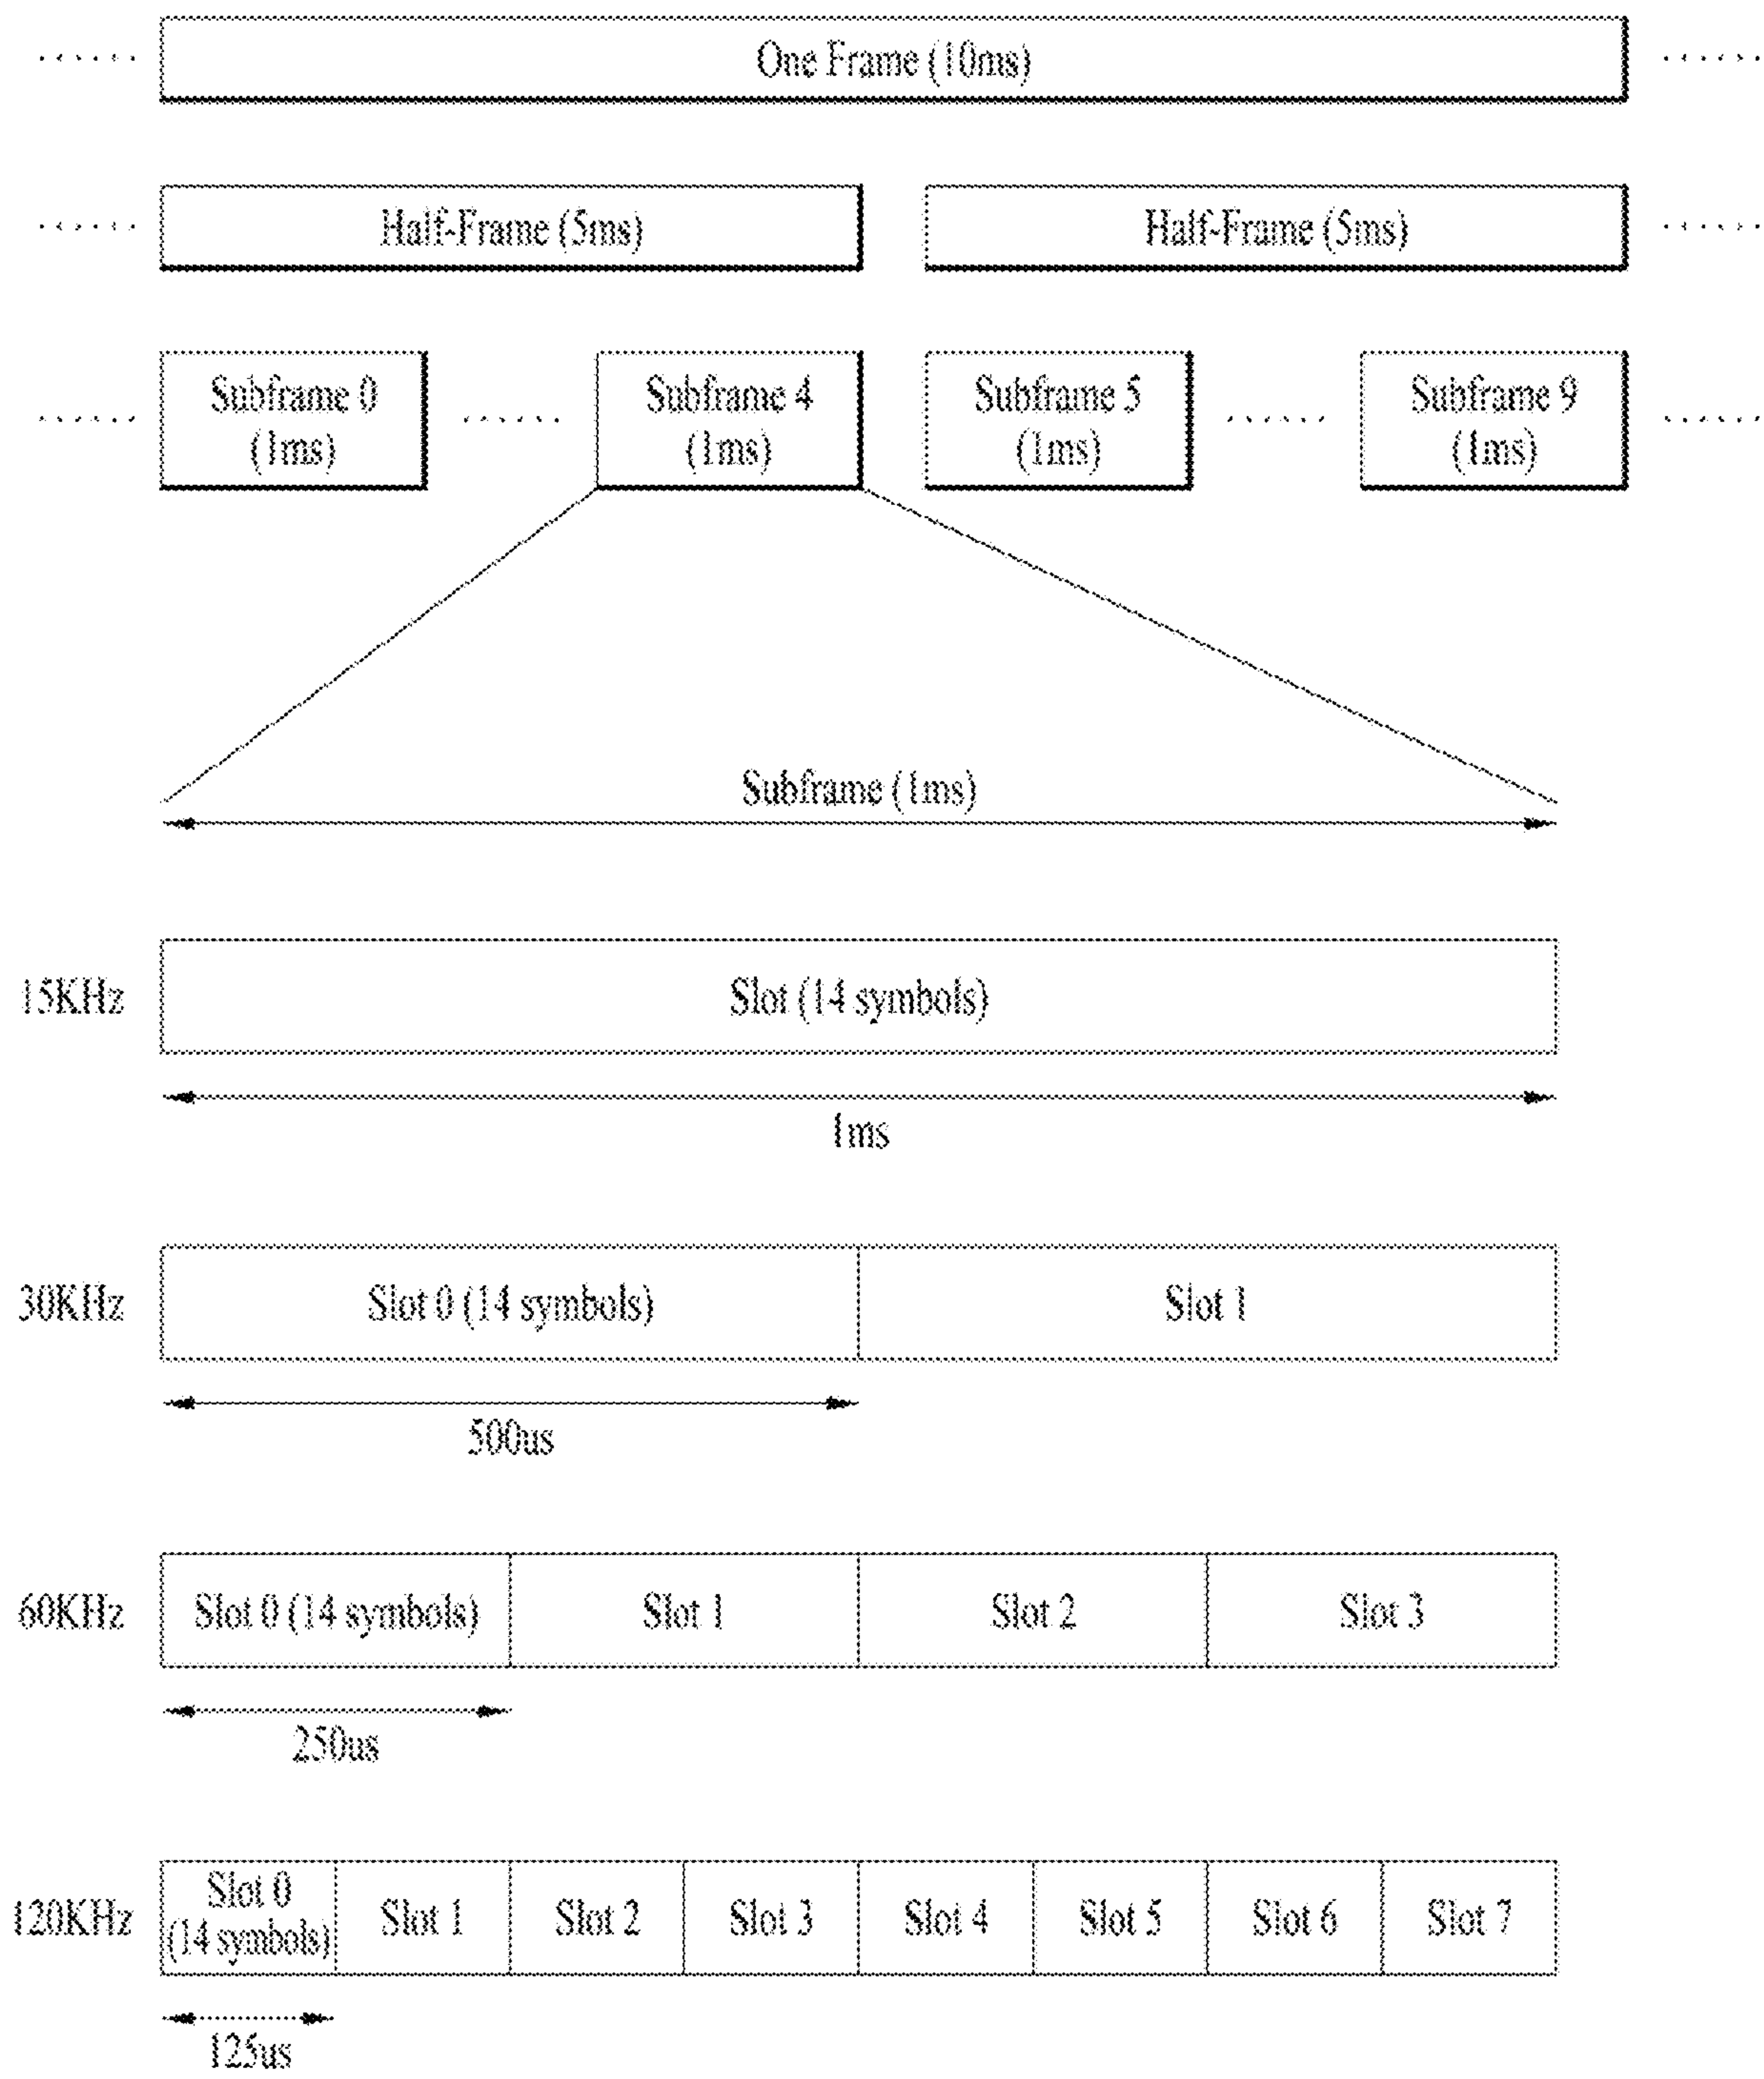 One Frame (10ms)
Half-Frame (5ms) Half-Frame (5ms)
Subframe 0 Subframe 4 Subframe 5 Subframe 9
(1ms) (1ms) (1ms) (1ms)
Subframe (1ms)
15KHz Slot (14 symbols)
1ms
30KHz Slot 0 (14 symbols) Slot 1
500us
60KHz Slot 0 (14 symbols) Slot 1 Slot 2 Slot 3
250us
120KHz Slot 0 (14 symbols) Slot 1 Slot 2 Slot 3 Slot 4 Slot 5 Slot 6 Slot 7
125us